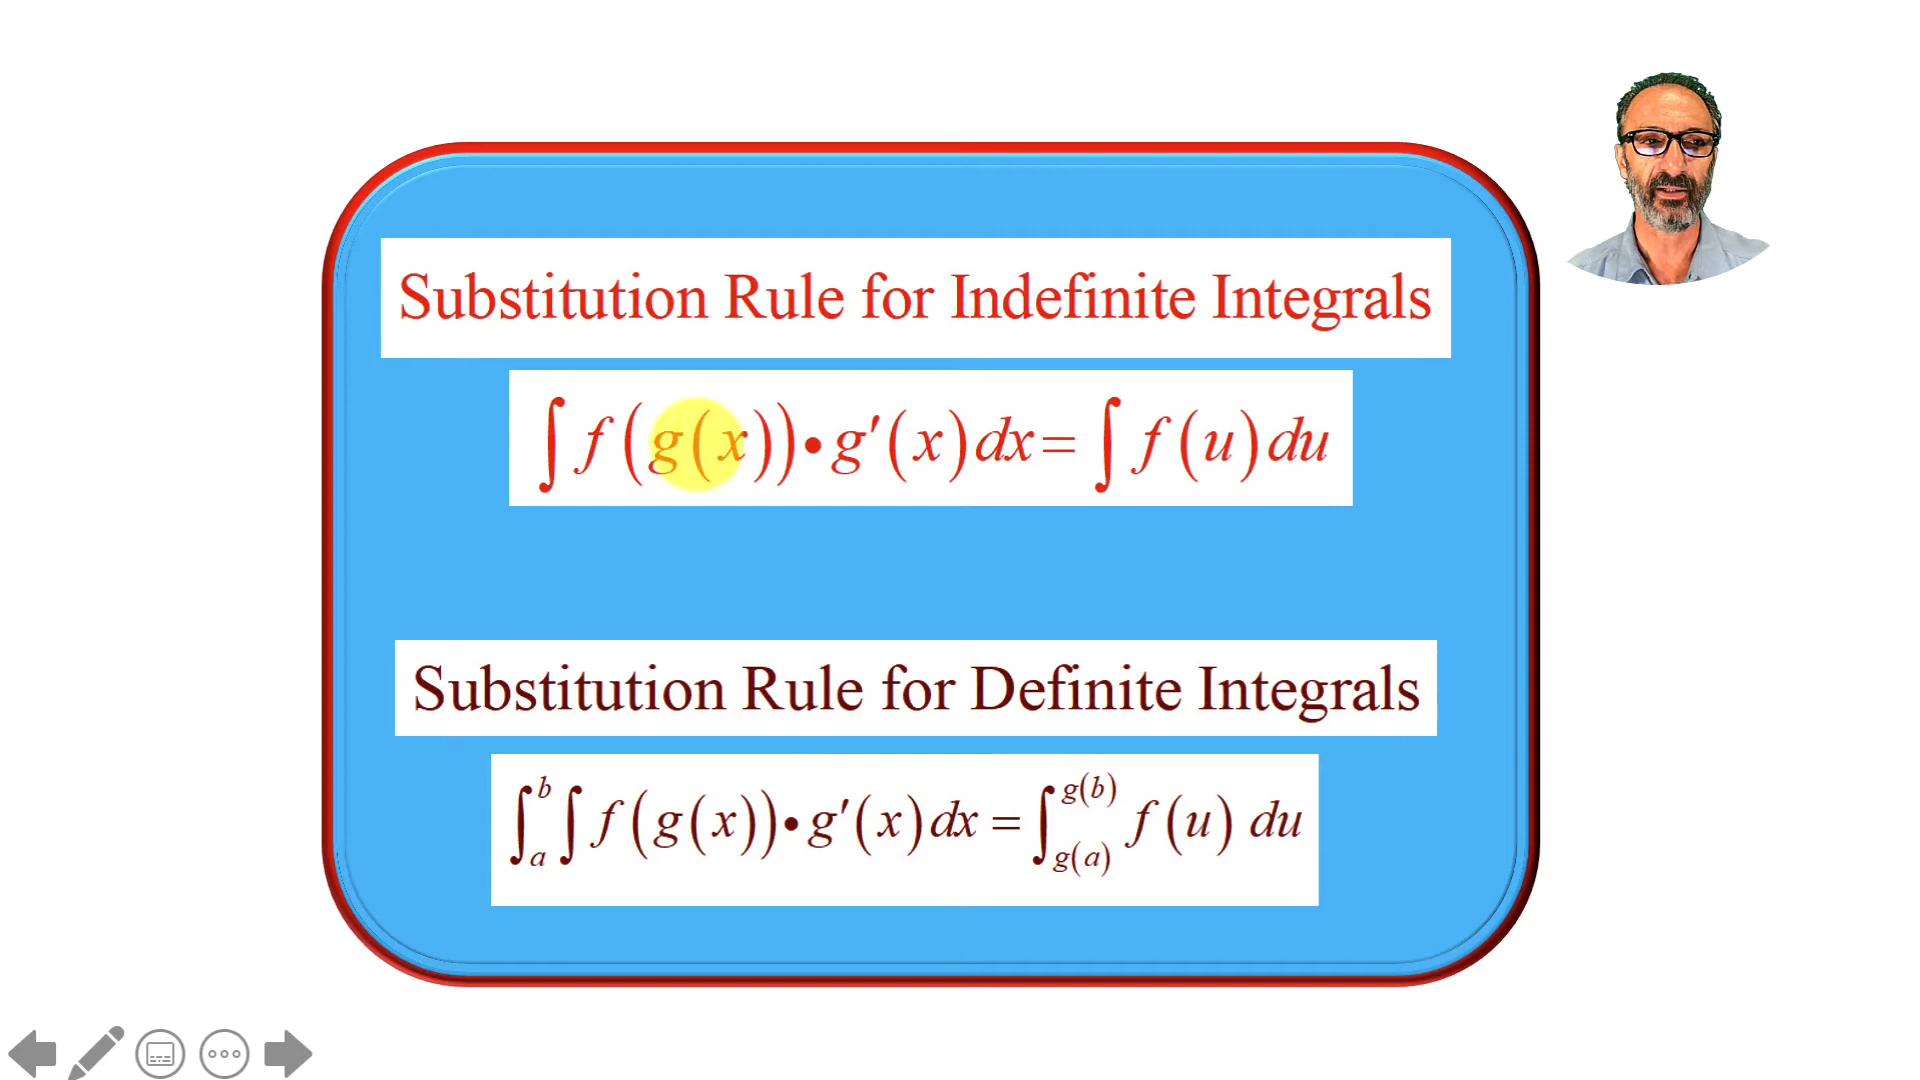 Substitution Rule for Indefinite Integrals
∫ f(g(x))•g′(x)dx = ∫ f(u)du
Substitution Rule for Definite Integrals
∫_a^b ∫ f(g(x))•g′(x)dx = ∫_{g(a)}^{g(b)} f(u) du